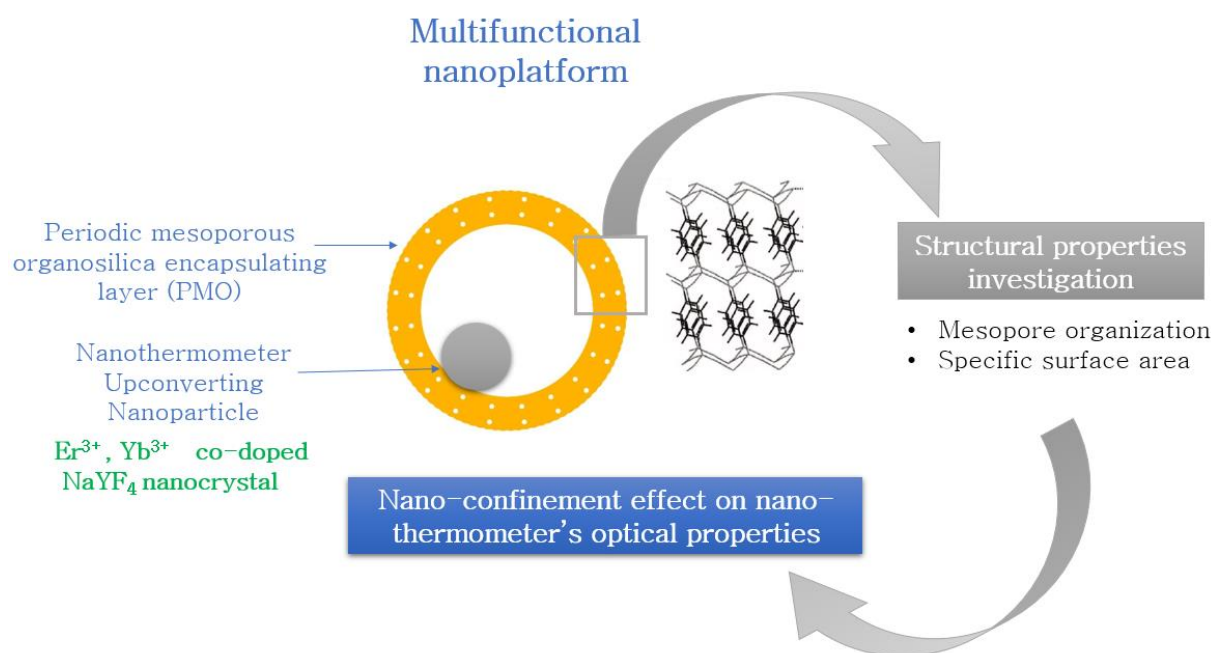 Multifunctional
nanoplatform
Periodic mesoporous
organosilica encapsulating
layer (PMO)
Nanothermometer
Upconverting
Nanoparticle
Er³⁺, Yb³⁺ co-doped
NaYF₄ nanocrystal
Structural properties
investigation
• Mesopore organization
• Specific surface area
Nano-confinement effect on nano-
thermometer's optical properties